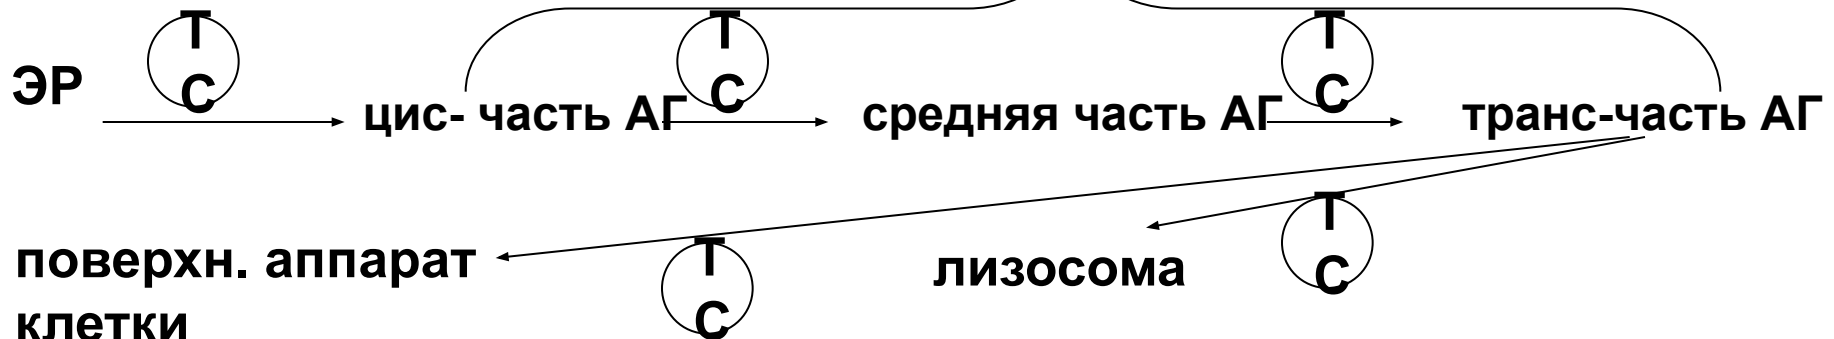 Т
С
Т
С
Т
С
ЭР
цис- часть АГ
средняя часть АГ
транс-часть АГ
Т
С
Т
С
поверхн. аппарат
клетки
лизосома